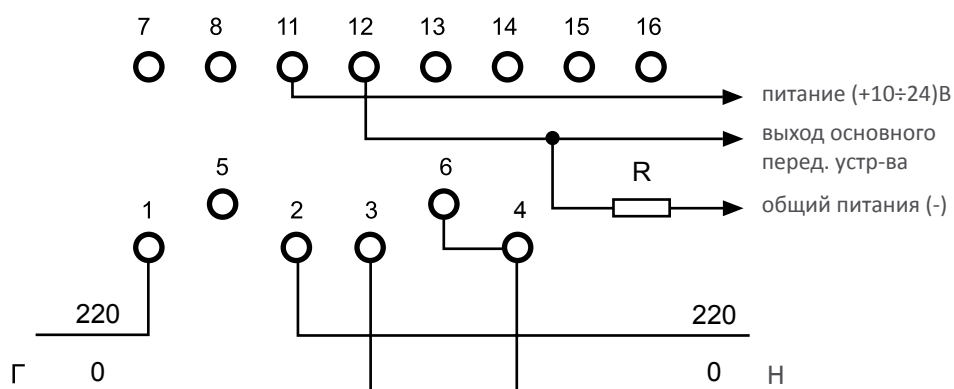 7 8 11 12 13 14 15 16
питание (+10÷24)В
выход основного
перед. устр-ва
R
общий питания (-)
5 6
1 2 3 4
220 220
Г 0 0 Н